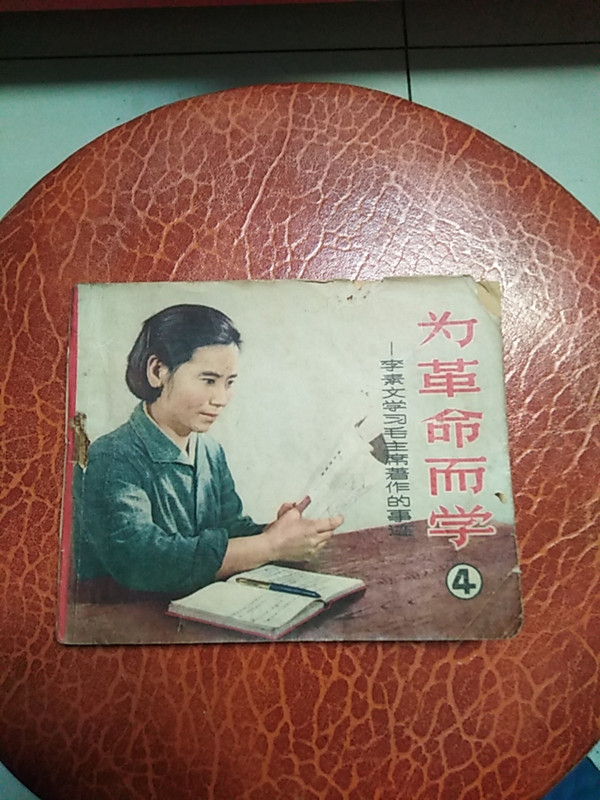 为革命而学
—李素文学习毛主席著作的事迹
④